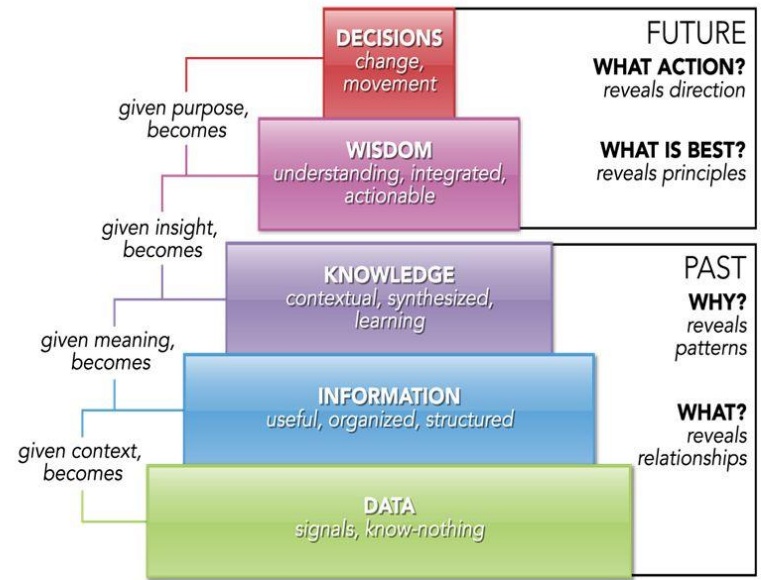 DECISIONS
change,
movement
FUTURE
WHAT ACTION?
reveals direction
given purpose,
becomes
WISDOM
understanding, integrated,
actionable
WHAT IS BEST?
reveals principles
given insight,
becomes
KNOWLEDGE
contextual, synthesized,
learning
PAST
WHY?
reveals
patterns
given meaning,
becomes
INFORMATION
useful, organized, structured
WHAT?
reveals
relationships
given context,
becomes
DATA
signals, know-nothing